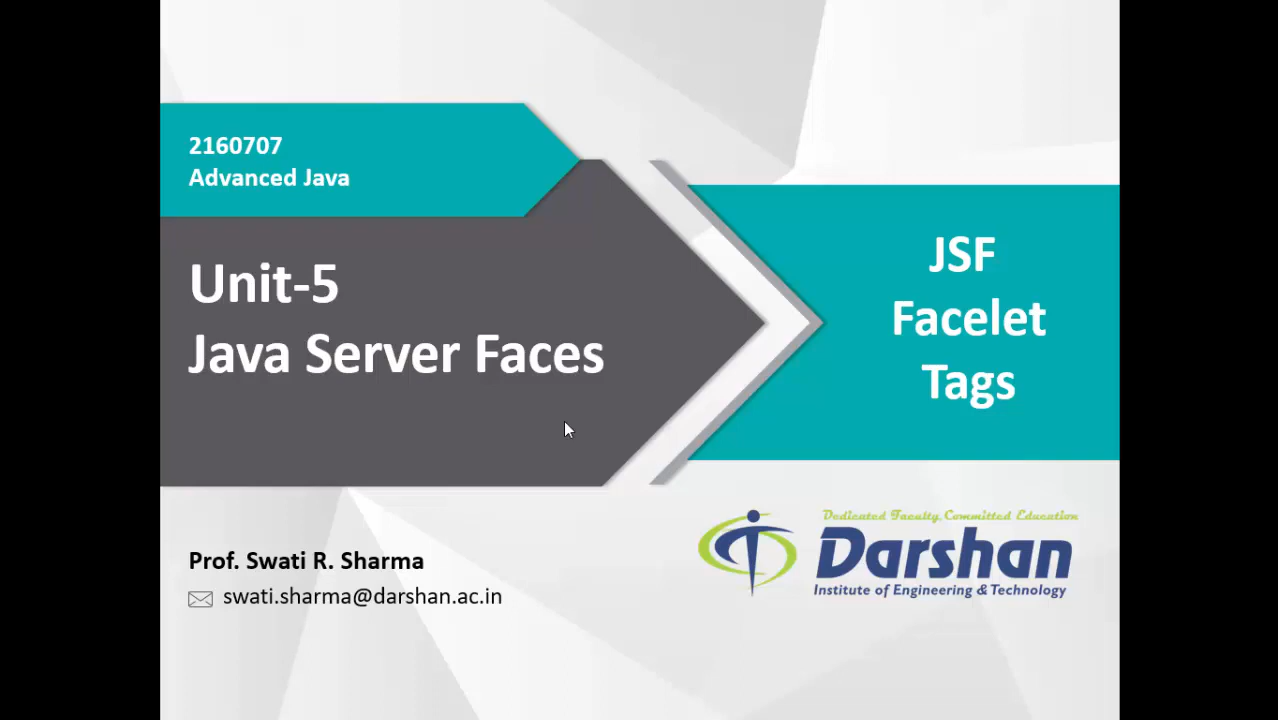 2160707
Advanced Java
Unit-5
Java Server Faces
JSF
Facelet
Tags
Prof. Swati R. Sharma
swati.sharma@darshan.ac.in
Dedicated Faculty, Committed Education
Darshan
Institute of Engineering & Technology